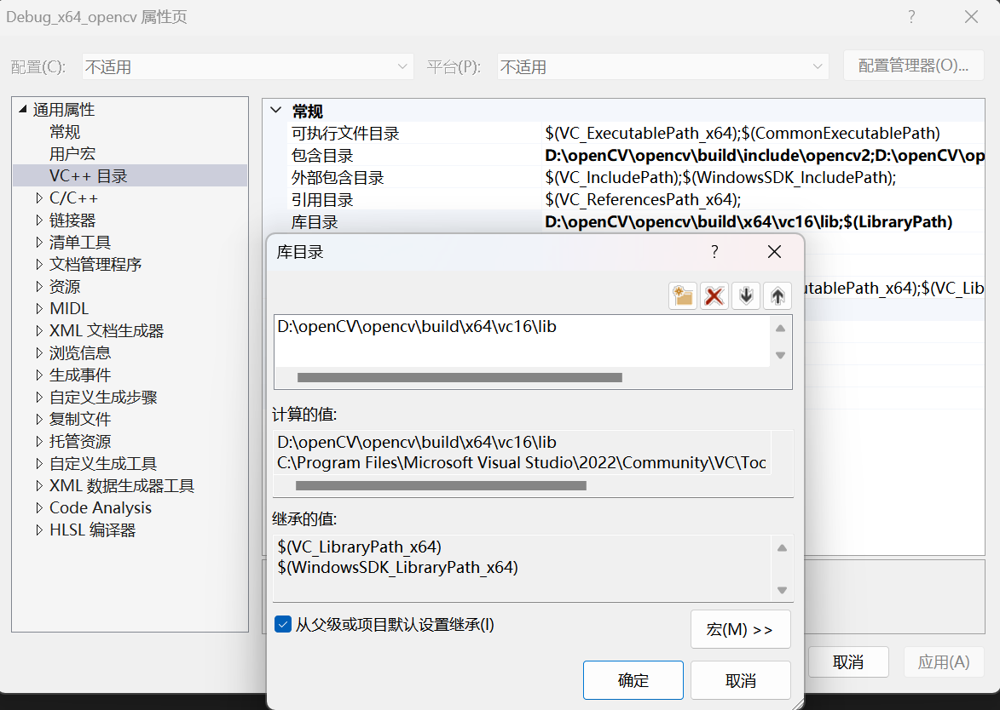 Debug_x64_opencv 属性页
?
配置(C):
不适用
平台(P):
不适用
配置管理器(O)...
通用属性
常规
用户宏
VC++ 目录
C/C++
链接器
清单工具
文档管理程序
资源
MIDL
XML 文档生成器
浏览信息
生成事件
自定义生成步骤
复制文件
托管资源
自定义生成工具
XML 数据生成器工具
Code Analysis
HLSL 编译器
常规
可执行文件目录 $(VC_ExecutablePath_x64);$(CommonExecutablePath)
包含目录 D:\openCV\opencv\build\include\opencv2;D:\openCV\op
外部包含目录 $(VC_IncludePath);$(WindowsSDK_IncludePath);
引用目录 $(VC_ReferencesPath_x64);
库目录 D:\openCV\opencv\build\x64\vc16\lib;$(LibraryPath)
utablePath_x64);$(VC_Lib
库目录
?
D:\openCV\opencv\build\x64\vc16\lib
计算的值:
D:\openCV\opencv\build\x64\vc16\lib
C:\Program Files\Microsoft Visual Studio\2022\Community\VC\Toc
继承的值:
$(VC_LibraryPath_x64)
$(WindowsSDK_LibraryPath_x64)
从父级或项目默认设置继承(I)
宏(M) >>
确定
取消
取消
应用(A)